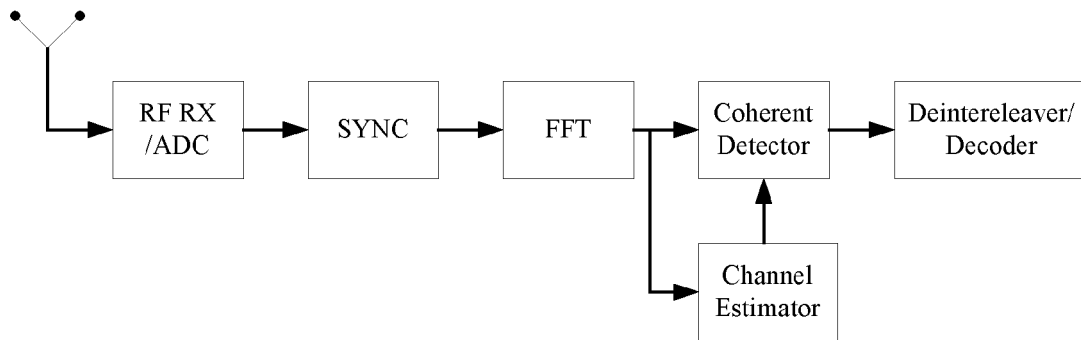 RF RX
/ADC
SYNC
FFT
Coherent
Detector
Deintereleaver/
Decoder
Channel
Estimator